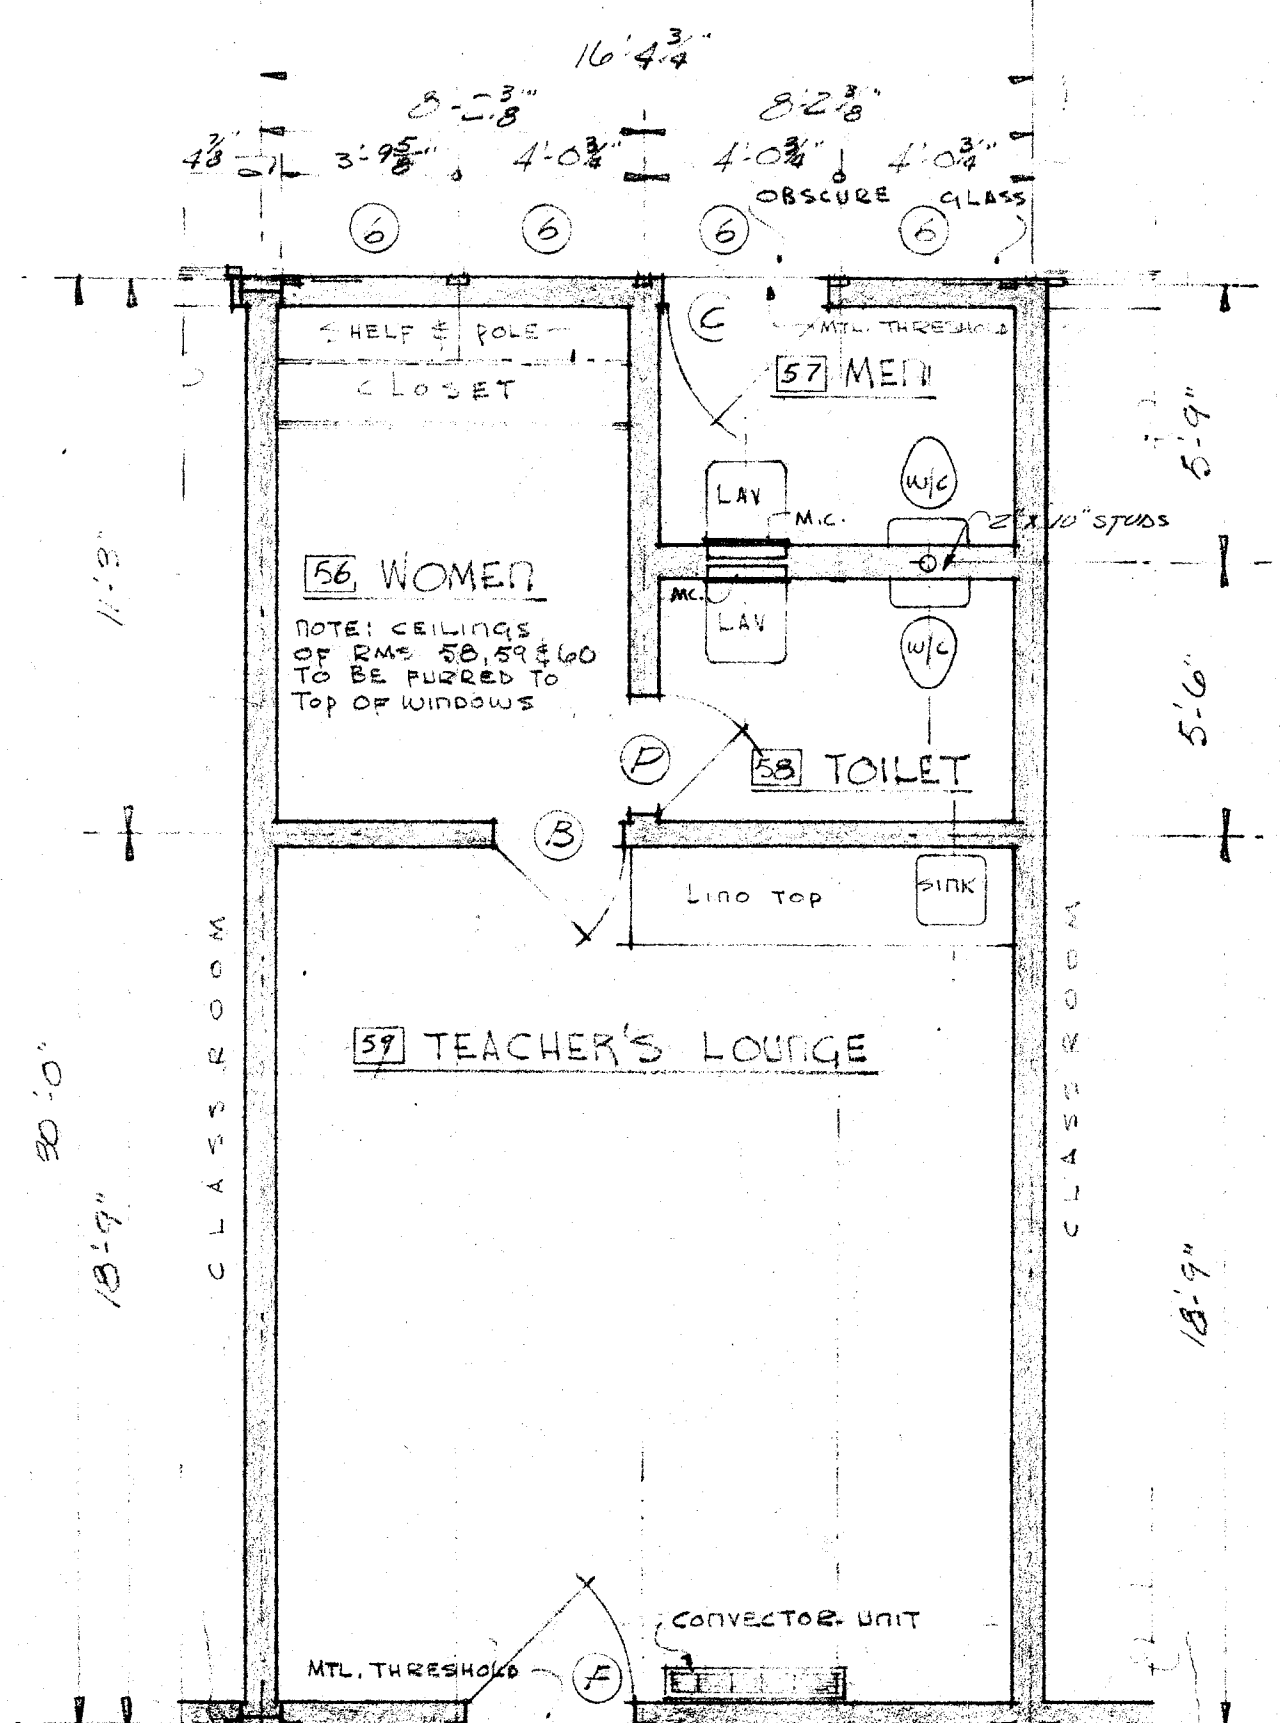 16'4 3/4"
8'-2 3/8" 8'2 3/8"
4 7/8" 3'-9 5/8" 4'-0 3/4" 4'-0 3/4" 4'-0 3/4"
OBSCURE GLASS
6 6 6 6
C
SHELF & POLE
MTL. THRESHOLD
CLOSET
57 MEN
5'-9"
W/C
LAV
M.C.
2"X10" STUDS
11'-3"
56 WOMEN
MC.
LAV
W/C
NOTE: CEILINGS
OF RMS 58, 59 & 60
TO BE FURRED TO
TOP OF WINDOWS
5'-6"
P
58 TOILET
B
LINO TOP
SINK
CLASSROOM
CLASSROOM
59 TEACHER'S LOUNGE
30'-0"
18'-9"
18'-9"
CONVECTOR UNIT
MTL. THRESHOLD
F